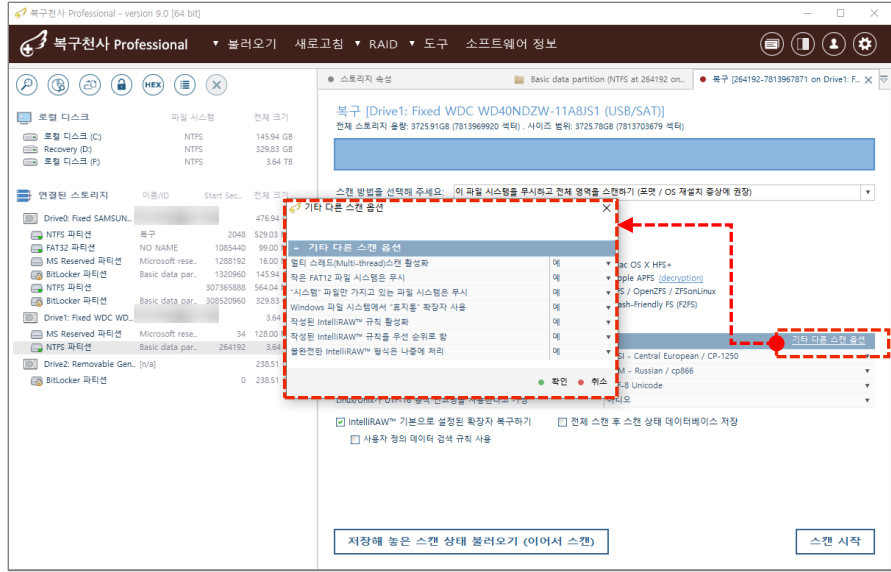 복구천사 Professional - version 9.0 [64 bit]
복구천사 Professional ▼ 불러오기 새로고침 ▼ RAID ▼ 도구 소프트웨어 정보
HEX
스토리지 속성
Basic data partition (NTFS at 264192 on...
복구 [264192-7813967871 on Drive1: F...
로컬 디스크 파일 시스템 전체 크기
로컬 디스크 (C:) NTFS 145.94 GB
Recovery (D:) NTFS 329.83 GB
로컬 디스크 (F:) NTFS 3.64 TB
연결된 스토리지 이름/ID Start Sec... 전체 크기
Drive0: Fixed SAMSUN... 476.94
NTFS 파티션 복구 2048 529.03
FAT32 파티션 NO NAME 1085440 99.00
MS Reserved 파티션 Microsoft rese... 1288192 16.00
BitLocker 파티션 Basic data par... 1320960 145.94
NTFS 파티션 307365888 564.04
BitLocker 파티션 Basic data par... 308520960 329.83
Drive1: Fixed WDC WD... 3.64
MS Reserved 파티션 Microsoft rese... 34 128.00
NTFS 파티션 Basic data par... 264192 3.64
Drive2: Removable Gen... [n/a] 238.51
BitLocker 파티션 0 238.51
복구 [Drive1: Fixed WDC WD40NDZW-11A8JS1 (USB/SAT)]
전체 스토리지 용량: 3725.91GB (7813969920 섹터) . 사이즈 범위: 3725.78GB (7813703679 섹터)
스캔 방법을 선택해 주세요: 이 파일 시스템을 무시하고 전체 영역을 스캔하기 (포맷 / OS 재설치 증상에 권장)
기타 다른 스캔 옵션
− 기타 다른 스캔 옵션
멀티 스레드(Multi-thread)스캔 활성화 예
작은 FAT12 파일 시스템은 무시 예
"시스템" 파일만 가지고 있는 파일 시스템은 무시 예
Windows 파일 시스템에서 "휴지통" 확장자 사용 예
작성된 IntelliRAW™ 규칙 활성화 예
작성된 IntelliRAW™ 규칙을 우선 순위로 함 예
불완전한 IntelliRAW™ 형식은 나중에 처리 예
확인 취소
ac OS X HFS+
ple APFS (decryption)
FS / OpenZFS / ZFSonLinux
ash-Friendly FS (F2FS)
기타 다른 스캔 옵션
SI - Central European / CP-1250
M - Russian / cp866
F-8 Unicode
아니오
IntelliRAW™ 기본으로 설정된 확장자 복구하기
전체 스캔 후 스캔 상태 데이터베이스 저장
사용자 정의 데이터 검색 규칙 사용
저장해 놓은 스캔 상태 불러오기 (이어서 스캔)
스캔 시작